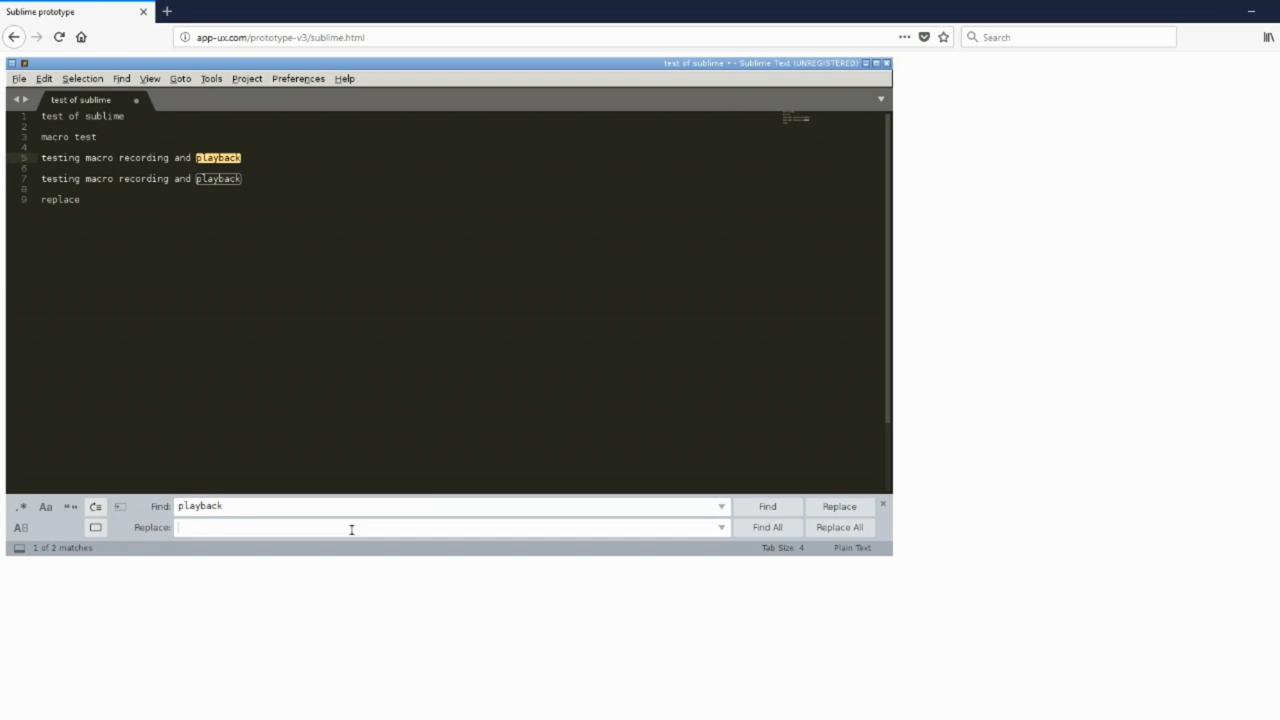 Sublime prototype
app-ux.com/prototype-v3/sublime.html
Search
test of sublime • - Sublime Text (UNREGISTERED)
File Edit Selection Find View Goto Tools Project Preferences Help
test of sublime
1 test of sublime
2
3 macro test
4
5 testing macro recording and playback
6
7 testing macro recording and playback
8
9 replace
.* Aa “” Find: playback Find Replace
AB Replace: Find All Replace All
1 of 2 matches Tab Size: 4 Plain Text